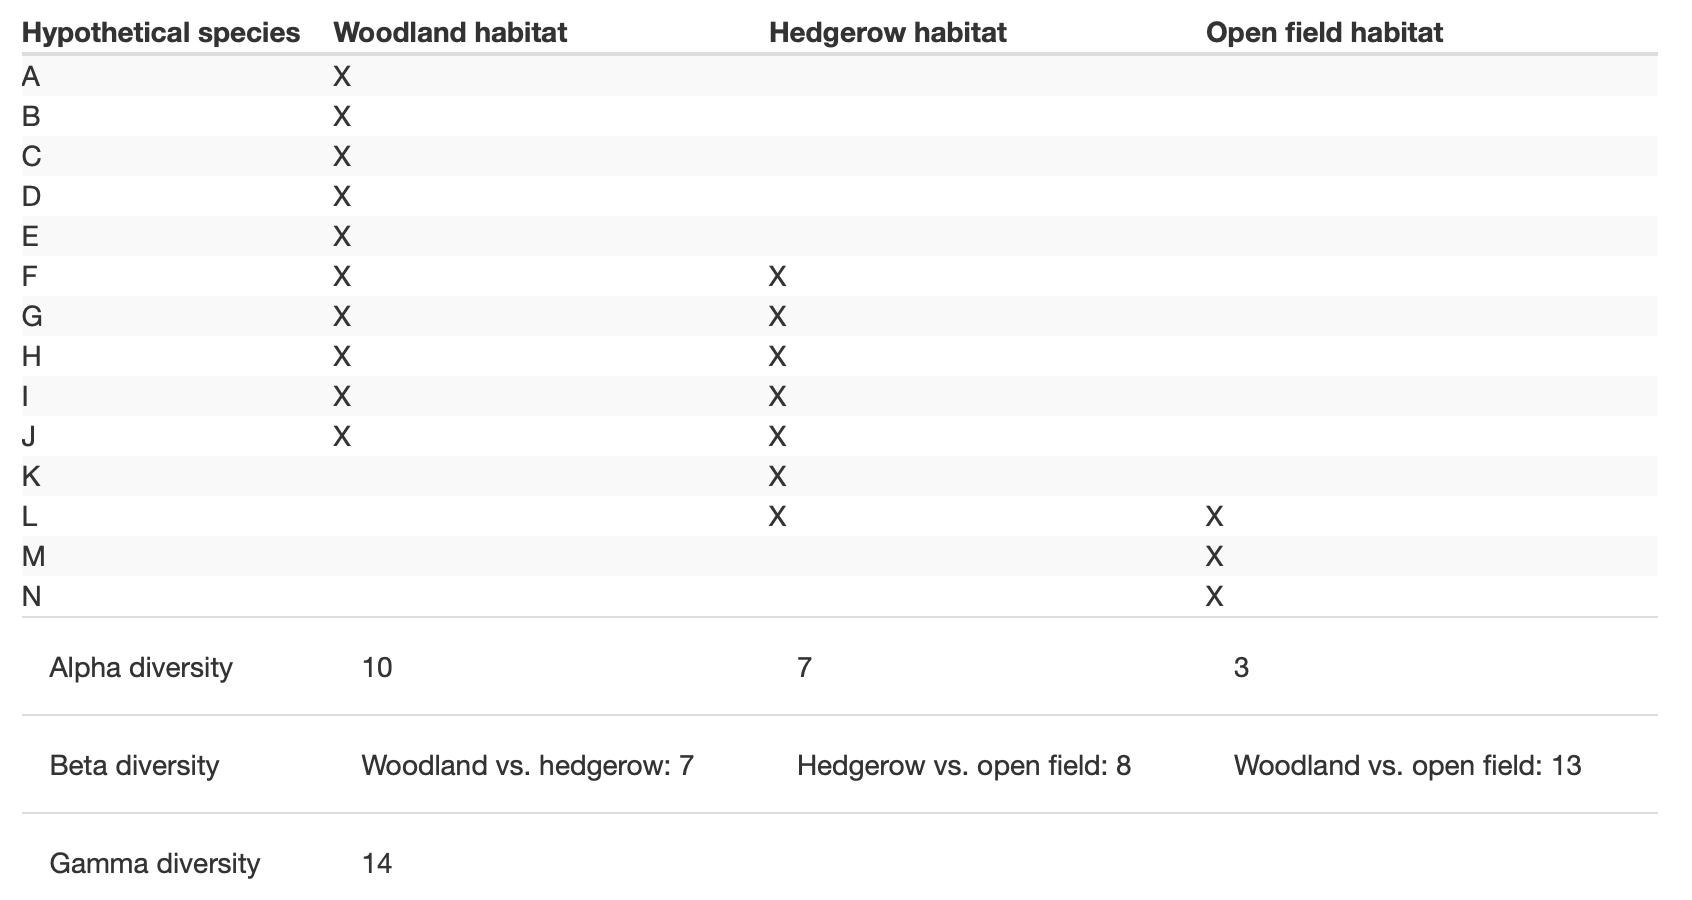 Hypothetical species Woodland habitat Hedgerow habitat Open field habitat
A X
B X
C X
D X
E X
F X X
G X X
H X X
I X X
J X X
K X
L X X
M X
N X
Alpha diversity 10 7 3
Beta diversity Woodland vs. hedgerow: 7 Hedgerow vs. open field: 8 Woodland vs. open field: 13
Gamma diversity 14